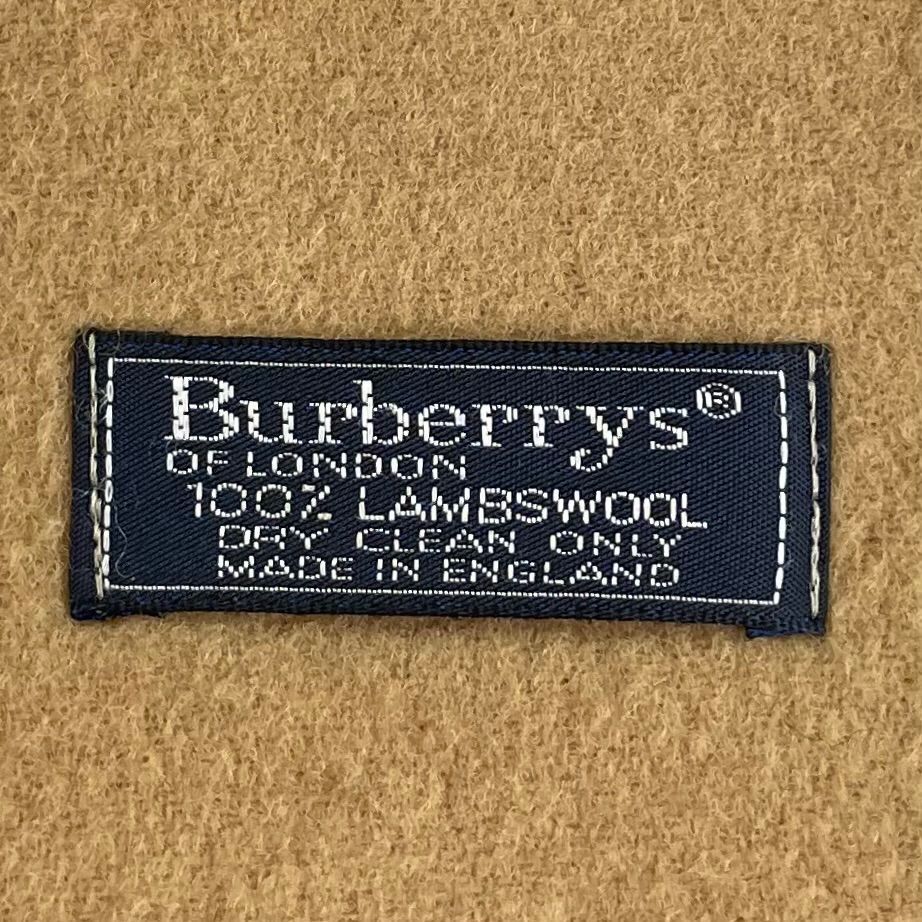 Burberrys®
OF LONDON
100% LAMBSWOOL
DRY CLEAN ONLY
MADE IN ENGLAND